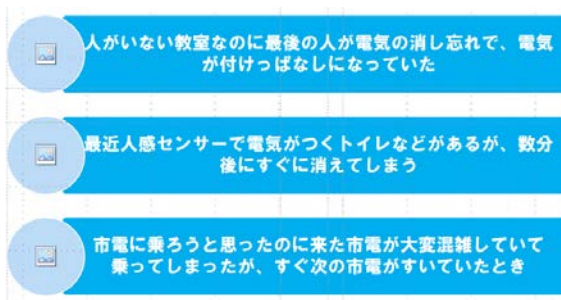 人がいない教室なのに最後の人が電気の消し忘れで、電気
が付けっぱなしになっていた
最近人感センサーで電気がつくトイレなどがあるが、数分
後にすぐに消えてしまう
市電に乗ろうと思ったのに来た市電が大変混雑していて
乗ってしまったが、すぐ次の市電がすいていたとき